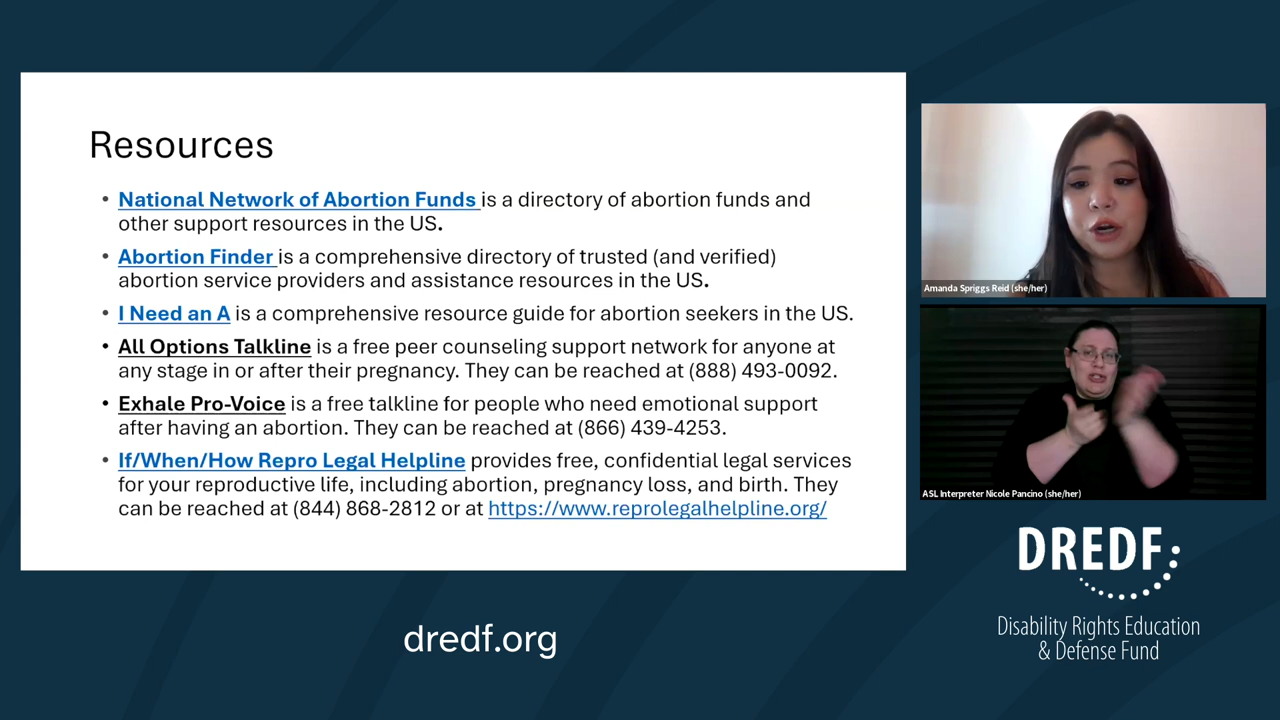 Resources
• National Network of Abortion Funds is a directory of abortion funds and
other support resources in the US.
• Abortion Finder is a comprehensive directory of trusted (and verified)
abortion service providers and assistance resources in the US.
• I Need an A is a comprehensive resource guide for abortion seekers in the US.
• All Options Talkline is a free peer counseling support network for anyone at
any stage in or after their pregnancy. They can be reached at (888) 493-0092.
• Exhale Pro-Voice is a free talkline for people who need emotional support
after having an abortion. They can be reached at (866) 439-4253.
• If/When/How Repro Legal Helpline provides free, confidential legal services
for your reproductive life, including abortion, pregnancy loss, and birth. They
can be reached at (844) 868-2812 or at https://www.reprolegalhelpline.org/
Amanda Spriggs Reid (she/her)
ASL Interpreter Nicole Pancino (she/her)
DREDF
Disability Rights Education
& Defense Fund
dredf.org